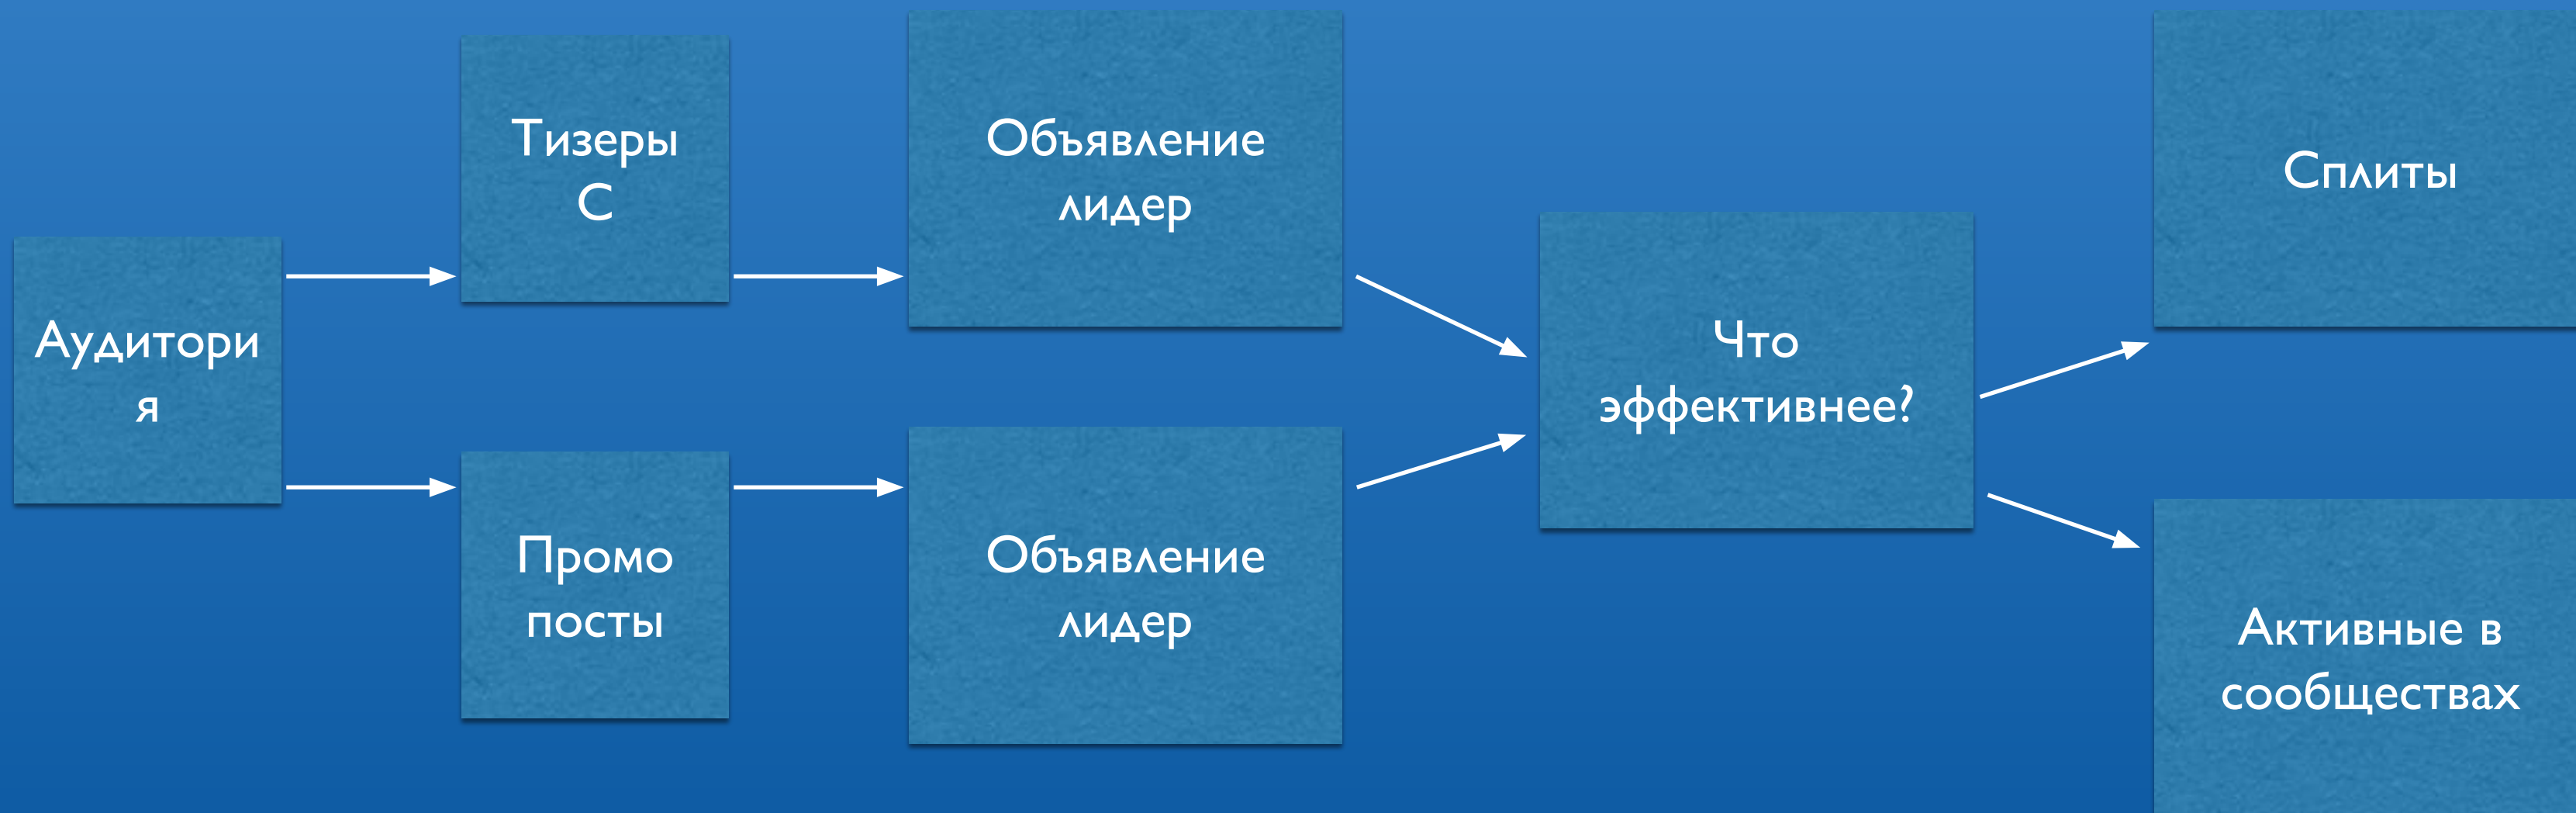 Аудитори
я
Тизеры
С
Промо
посты
Объявление
лидер
Объявление
лидер
Что
эффективнее?
Сплиты
Активные в
сообществах